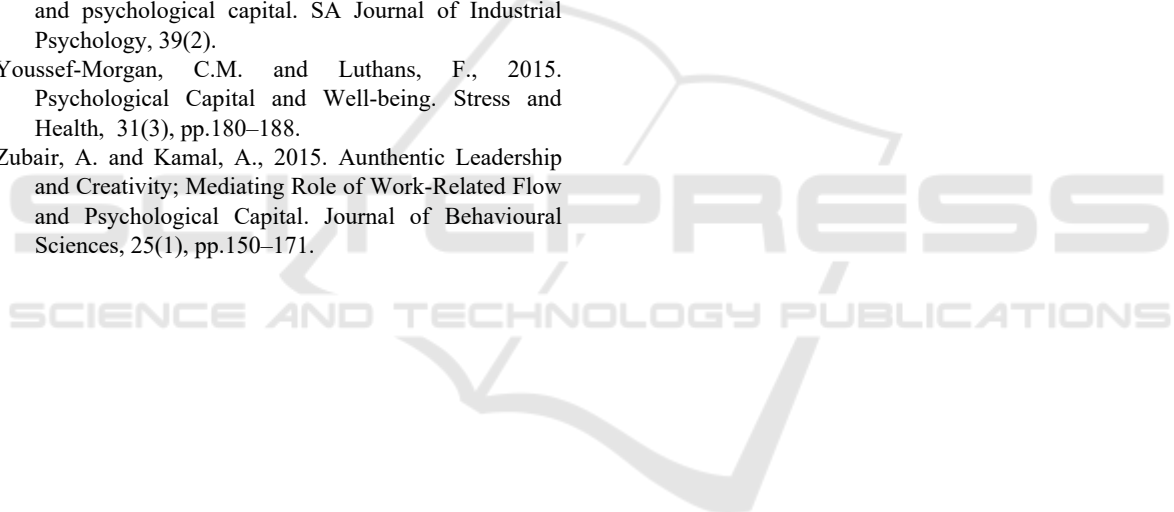 and psychological capital. SA Journal of Industrial
Psychology, 39(2).
Youssef-Morgan, C.M. and Luthans, F., 2015.
Psychological Capital and Well-being. Stress and
Health, 31(3), pp.180–188.
Zubair, A. and Kamal, A., 2015. Aunthentic Leadership
and Creativity; Mediating Role of Work-Related Flow
and Psychological Capital. Journal of Behavioural
Sciences, 25(1), pp.150–171.
SCITEPRESS
SCIENCE AND TECHNOLOGY PUBLICATIONS